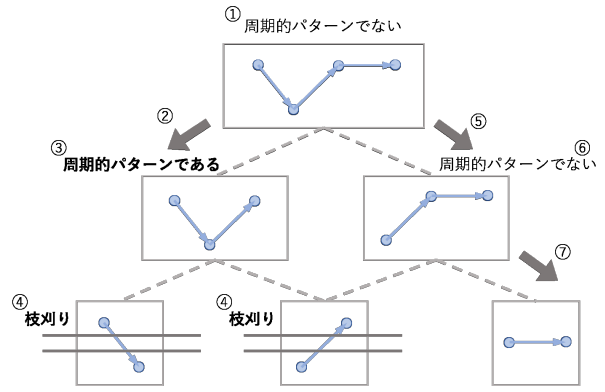 ① 周期的パターンでない
②
⑤
③
周期的パターンである
⑥
周期的パターンでない
⑦
④
枝刈り
④
枝刈り